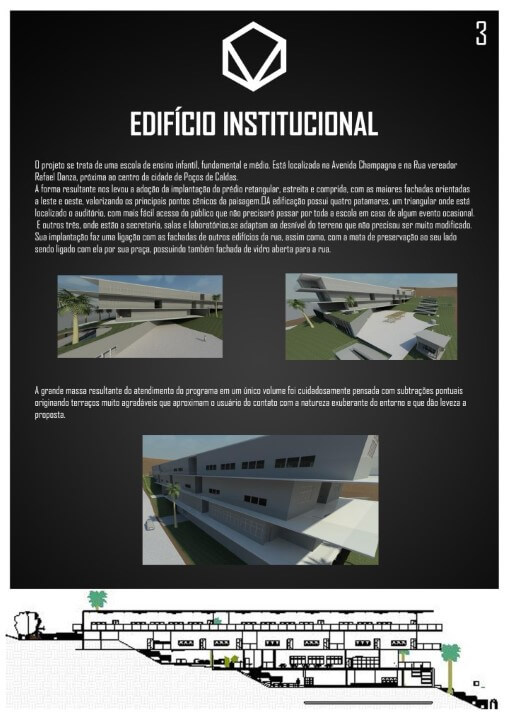 3
EDIFÍCIO INSTITUCIONAL
O projeto se trata de uma escola de ensino infantil, fundamental e médio. Está localizada na Avenida Champagna e na Rua vereador
Rafael Danza, próxima ao centro da cidade de Poços de Caldas.
A forma resultante nos levou a adoção da implantação do prédio retangular, estreita e comprida, com as maiores fachadas orientadas
a leste e oeste, valorizando os principais pontos cênicos da paisagem.DA edificação possui quatro patamares, um triangular onde está
localizado o auditório, com mais fácil acesso do público que não precisará passar por toda a escola em caso de algum evento ocasional.
E outros três, onde estão a secretaria, salas e laboratórios,se adaptam ao desnível do terreno que não precisou ser muito modificado.
Sua implantação faz uma ligação com as fachadas de outros edifícios da rua, assim como, com a mata de preservação ao seu lado
sendo ligado com ela por sua praça, possuindo também fachada de vidro aberta para a rua.
A grande massa resultante do atendimento do programa em um único volume foi cuidadosamente pensada com subtrações pontuais
originando terraços muito agradáveis que aproximam o usuário do contato com a natureza exuberante do entorno e que dão leveza a
proposta.